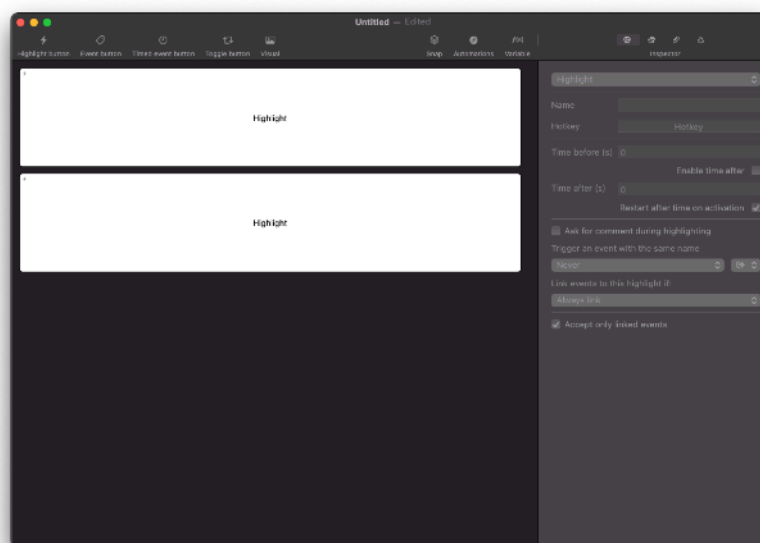 Untitled — Edited
Highlight button Event button Timed event button Toggle button Visual Snap Automations Variable Inspector
Highlight
Highlight
Highlight
Name
Hotkey Hotkey
Time before (s) 0
Enable time after
Time after (s) 0
Restart after time on activation
Ask for comment during highlighting
Trigger an event with the same name
Never
Link events to this highlight if:
Always link
Accept only linked events